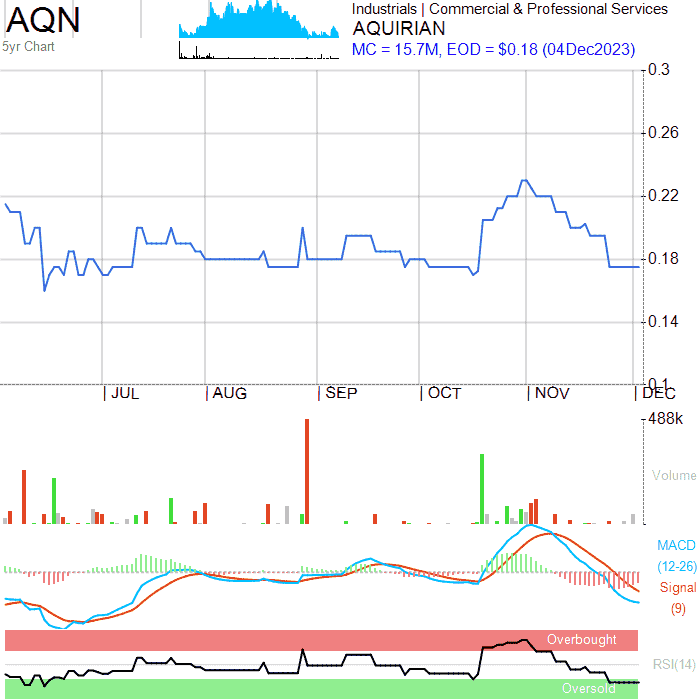 AQN
5yr Chart
Industrials | Commercial & Professional Services
AQUIRIAN
MC = 15.7M, EOD = $0.18 (04Dec2023)
0.3
0.26
0.22
0.18
0.14
0.1
JUL
AUG
SEP
OCT
NOV
DEC
488k
Volume
MACD
(12-26)
Signal
(9)
Overbought
RSI(14)
Oversold